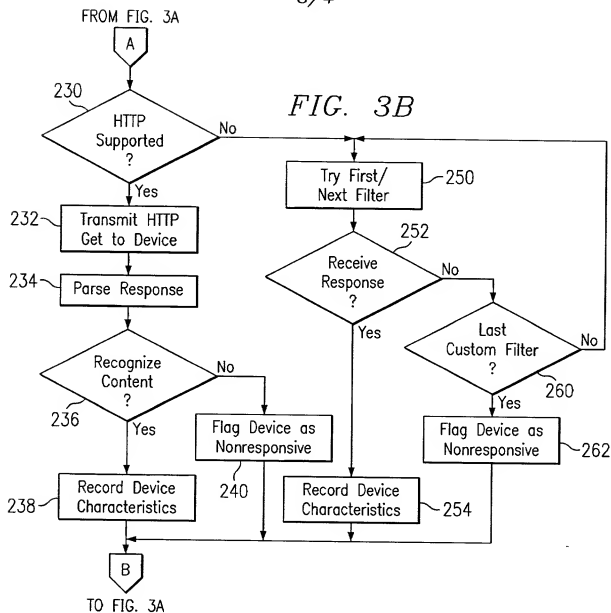 FROM FIG. 3A
A
230
HTTP
Supported
?
No
Yes
FIG. 3B
232
Transmit HTTP
Get to Device
234
Parse Response
Recognize
Content
?
236
No
Yes
Flag Device as
Nonresponsive
240
238
Record Device
Characteristics
B
TO FIG. 3A
Try First/
Next Filter
250
252
Receive
Response
?
No
Yes
Last
Custom Filter
?
No
260
Yes
Flag Device as
Nonresponsive
262
Record Device
Characteristics
254